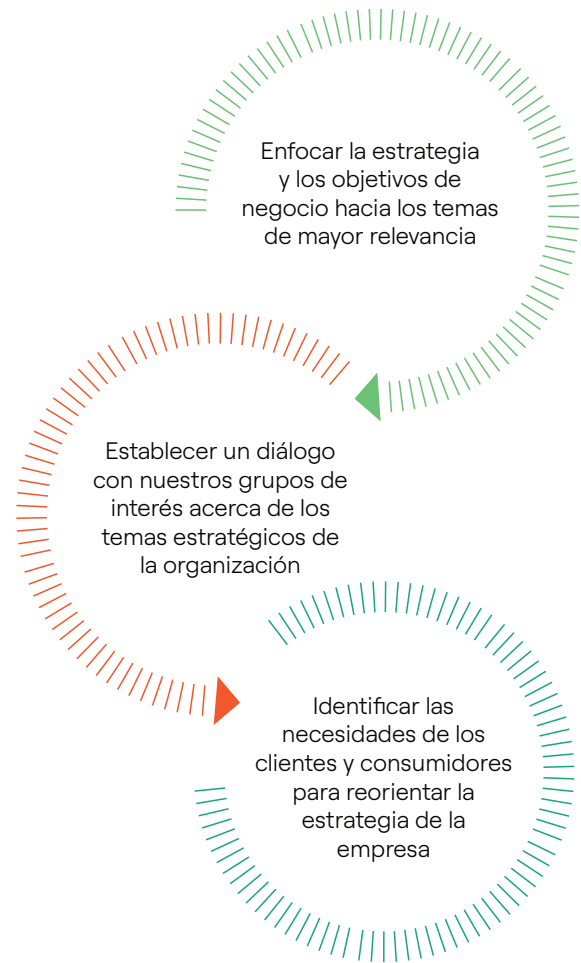 Enfocar la estrategia
y los objetivos de
negocio hacia los temas
de mayor relevancia
Establecer un diálogo
con nuestros grupos de
interés acerca de los
temas estratégicos de
la organización
Identificar las
necesidades de los
clientes y consumidores
para reorientar la
estrategia de la
empresa